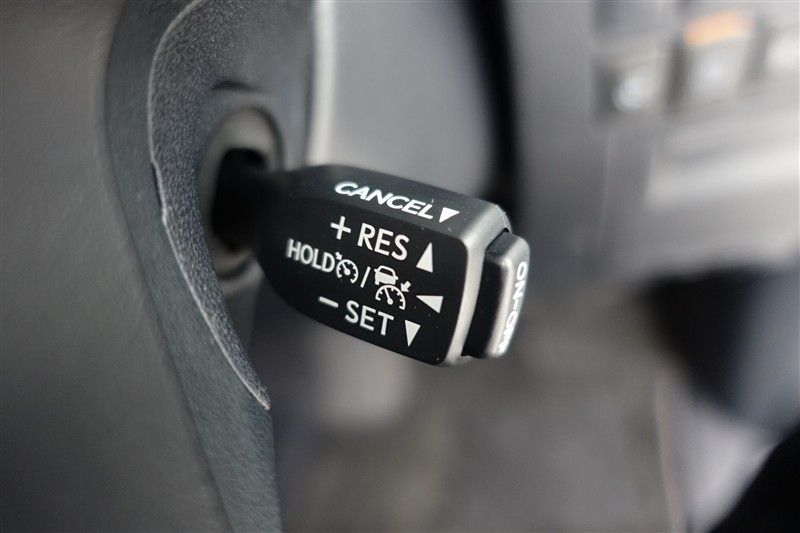 CANCEL▼
+ RES ▲
HOLD / ◄
− SET ▼
ON-OFF